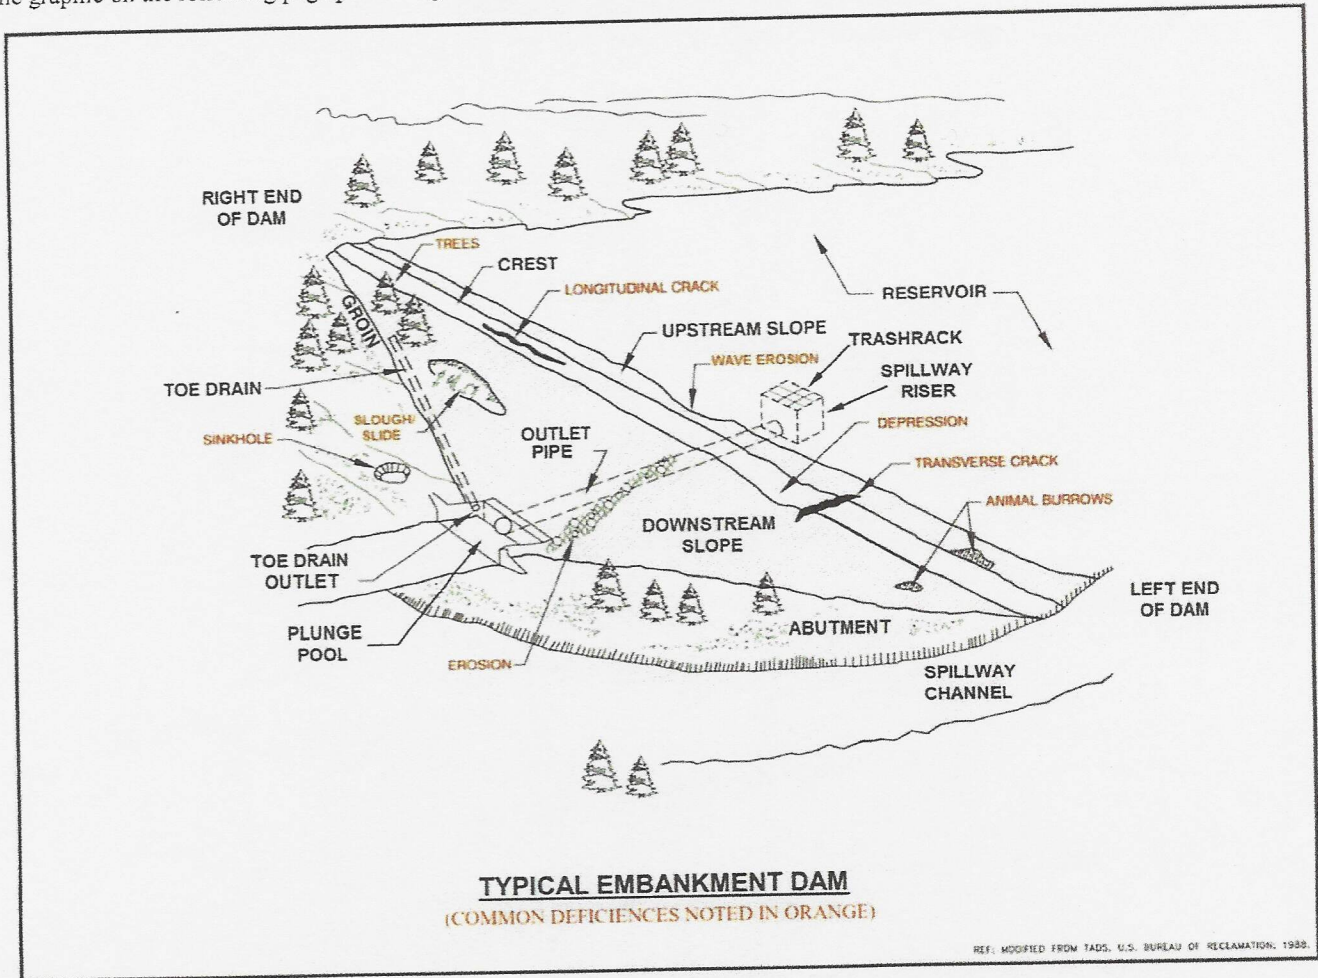 RIGHT END
OF DAM
TREES
CREST
LONGITUDINAL CRACK
RESERVOIR
GROIN
UPSTREAM SLOPE
TRASHRACK
WAVE EROSION
SPILLWAY
RISER
TOE DRAIN
SLOUGH/
SLIDE
SINKHOLE
OUTLET
PIPE
DEPRESSION
TRANSVERSE CRACK
ANIMAL BURROWS
DOWNSTREAM
SLOPE
TOE DRAIN
OUTLET
LEFT END
OF DAM
PLUNGE
POOL
ABUTMENT
EROSION
SPILLWAY
CHANNEL
TYPICAL EMBANKMENT DAM
(COMMON DEFICIENCES NOTED IN ORANGE)
REF: MODIFIED FROM TADS, U.S. BUREAU OF RECLAMATION; 1988.